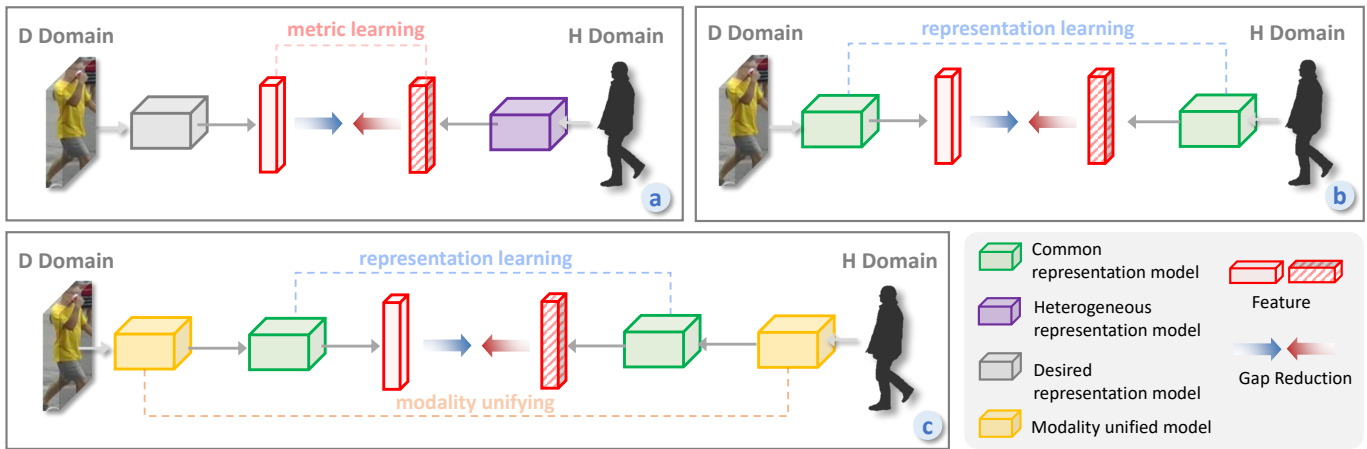 D Domain
metric learning
H Domain
a
D Domain
representation learning
H Domain
b
D Domain
representation learning
H Domain
modality unifying
c
Common
representation model
Heterogeneous
representation model
Desired
representation model
Modality unified model
Feature
Gap Reduction